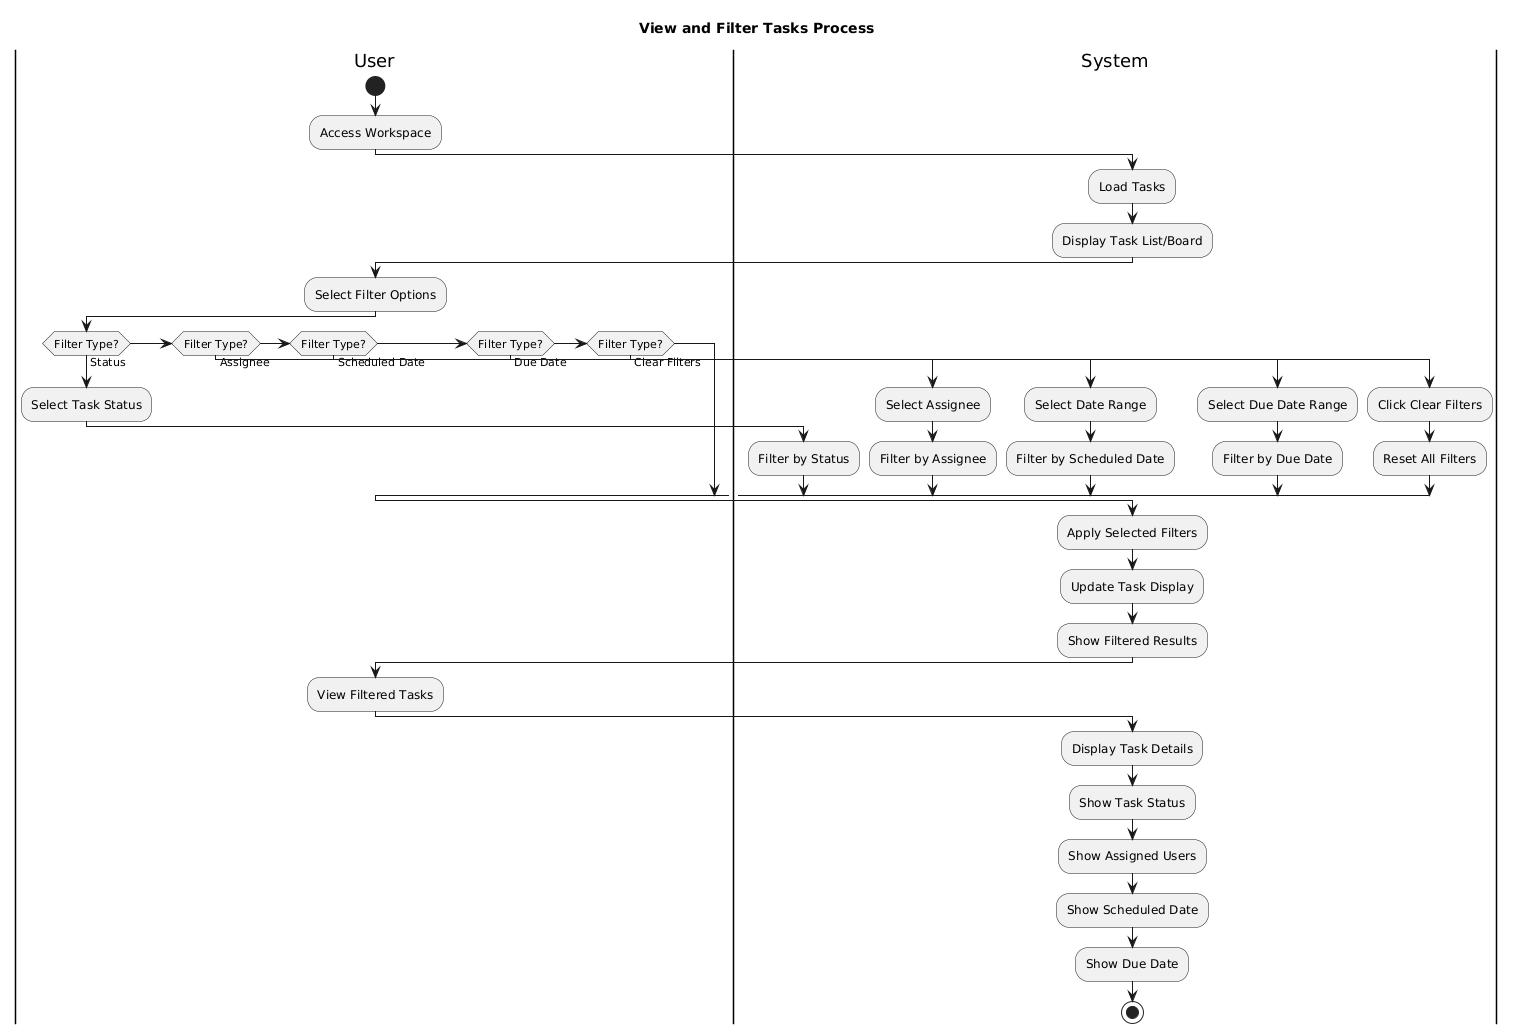 View and Filter Tasks Process
User
System
Access Workspace
Load Tasks
Display Task List/Board
Select Filter Options
Filter Type?
Filter Type?
Filter Type?
Filter Type?
Filter Type?
Status
Assignee
Scheduled Date
Due Date
Clear Filters
Select Task Status
Select Assignee
Select Date Range
Select Due Date Range
Click Clear Filters
Filter by Status
Filter by Assignee
Filter by Scheduled Date
Filter by Due Date
Reset All Filters
Apply Selected Filters
Update Task Display
Show Filtered Results
View Filtered Tasks
Display Task Details
Show Task Status
Show Assigned Users
Show Scheduled Date
Show Due Date